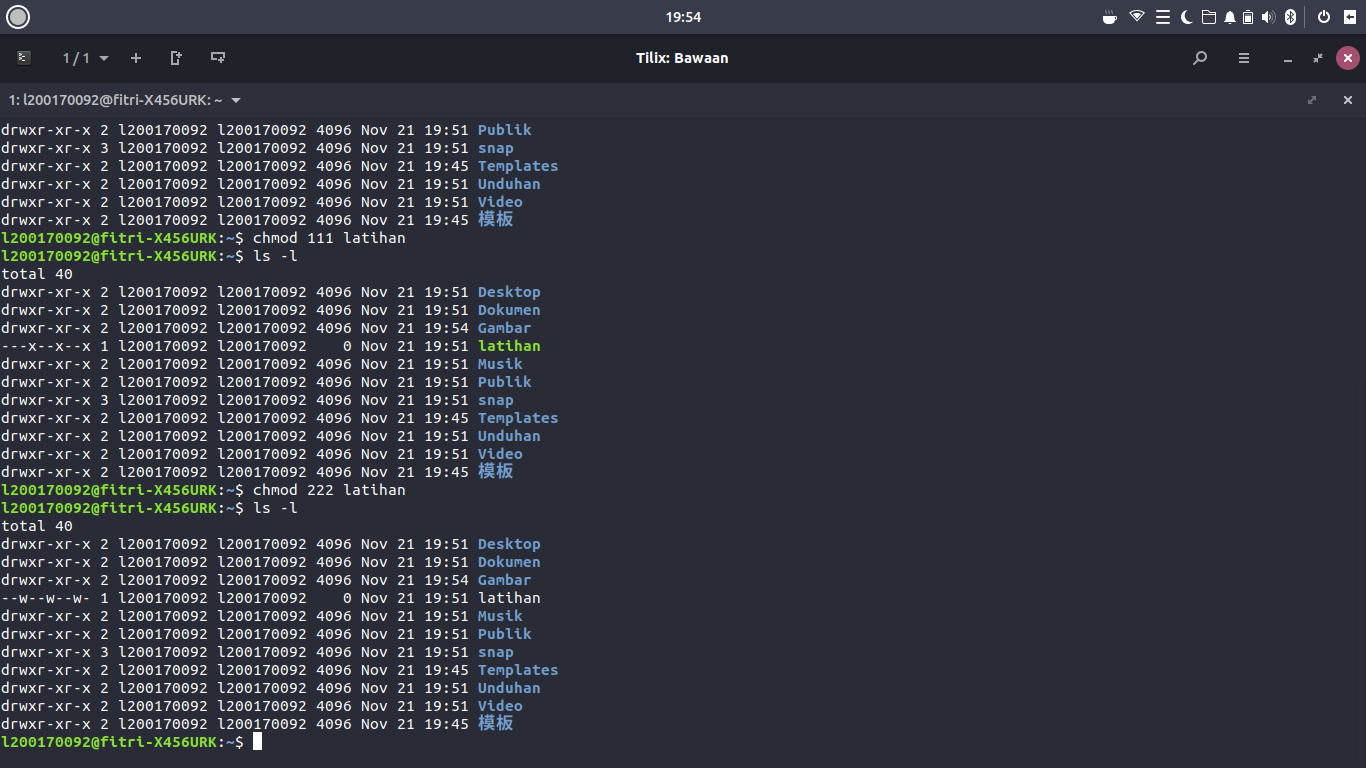 19:54
1 / 1
Tilix: Bawaan
1: l200170092@fitri-X456URK: ~
drwxr-xr-x 2 l200170092 l200170092 4096 Nov 21 19:51 Publik
drwxr-xr-x 3 l200170092 l200170092 4096 Nov 21 19:51 snap
drwxr-xr-x 2 l200170092 l200170092 4096 Nov 21 19:45 Templates
drwxr-xr-x 2 l200170092 l200170092 4096 Nov 21 19:51 Unduhan
drwxr-xr-x 2 l200170092 l200170092 4096 Nov 21 19:51 Video
drwxr-xr-x 2 l200170092 l200170092 4096 Nov 21 19:45 模板
l200170092@fitri-X456URK:~$ chmod 111 latihan
l200170092@fitri-X456URK:~$ ls -l
total 40
drwxr-xr-x 2 l200170092 l200170092 4096 Nov 21 19:51 Desktop
drwxr-xr-x 2 l200170092 l200170092 4096 Nov 21 19:51 Dokumen
drwxr-xr-x 2 l200170092 l200170092 4096 Nov 21 19:54 Gambar
---x--x--x 1 l200170092 l200170092    0 Nov 21 19:51 latihan
drwxr-xr-x 2 l200170092 l200170092 4096 Nov 21 19:51 Musik
drwxr-xr-x 2 l200170092 l200170092 4096 Nov 21 19:51 Publik
drwxr-xr-x 3 l200170092 l200170092 4096 Nov 21 19:51 snap
drwxr-xr-x 2 l200170092 l200170092 4096 Nov 21 19:45 Templates
drwxr-xr-x 2 l200170092 l200170092 4096 Nov 21 19:51 Unduhan
drwxr-xr-x 2 l200170092 l200170092 4096 Nov 21 19:51 Video
drwxr-xr-x 2 l200170092 l200170092 4096 Nov 21 19:45 模板
l200170092@fitri-X456URK:~$ chmod 222 latihan
l200170092@fitri-X456URK:~$ ls -l
total 40
drwxr-xr-x 2 l200170092 l200170092 4096 Nov 21 19:51 Desktop
drwxr-xr-x 2 l200170092 l200170092 4096 Nov 21 19:51 Dokumen
drwxr-xr-x 2 l200170092 l200170092 4096 Nov 21 19:54 Gambar
--w--w--w- 1 l200170092 l200170092    0 Nov 21 19:51 latihan
drwxr-xr-x 2 l200170092 l200170092 4096 Nov 21 19:51 Musik
drwxr-xr-x 2 l200170092 l200170092 4096 Nov 21 19:51 Publik
drwxr-xr-x 3 l200170092 l200170092 4096 Nov 21 19:51 snap
drwxr-xr-x 2 l200170092 l200170092 4096 Nov 21 19:45 Templates
drwxr-xr-x 2 l200170092 l200170092 4096 Nov 21 19:51 Unduhan
drwxr-xr-x 2 l200170092 l200170092 4096 Nov 21 19:51 Video
drwxr-xr-x 2 l200170092 l200170092 4096 Nov 21 19:45 模板
l200170092@fitri-X456URK:~$